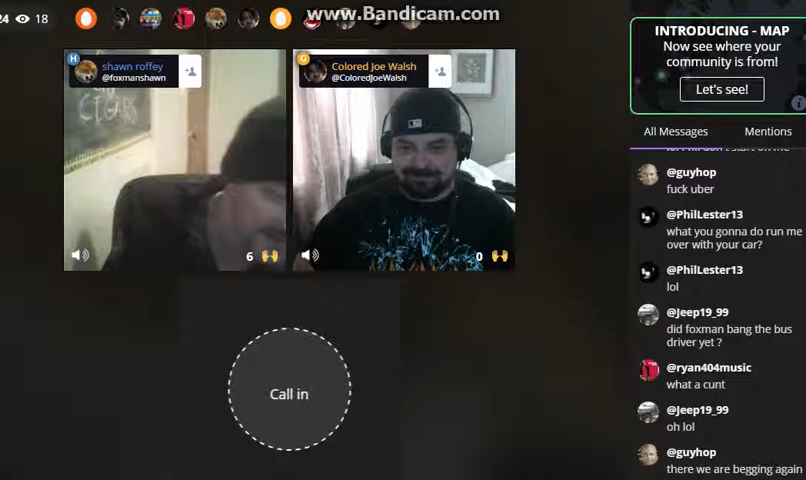 www.Bandicam.com
24 18
INTRODUCING - MAP
Now see where your
community is from!
Let's see!
H
shawn roffey
@foxmanshawn
G
Colored Joe Walsh
@ColoredJoeWalsh
CIGARS
6
0
Call in
All Messages Mentions
@guyhop
fuck uber
@PhilLester13
what you gonna do run me
over with your car?
@PhilLester13
lol
@Jeep19_99
did foxman bang the bus
driver yet ?
@ryan404music
what a cunt
@Jeep19_99
oh lol
@guyhop
there we are begging again